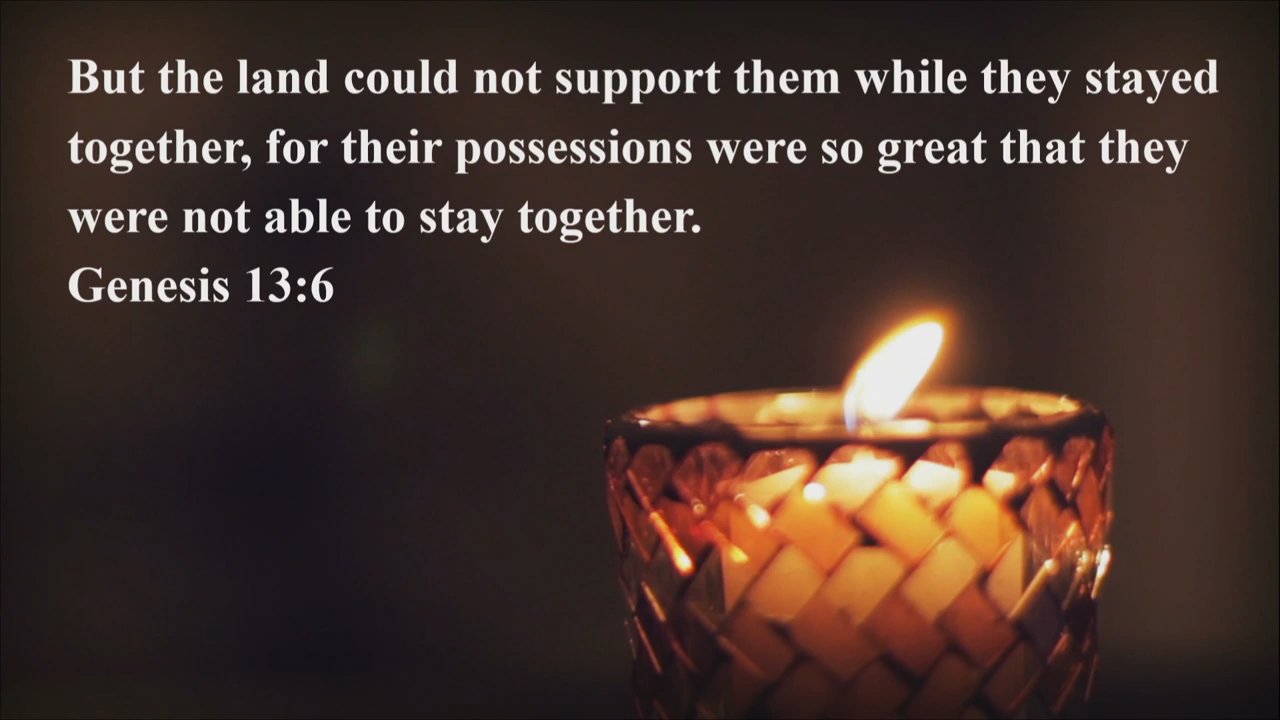 But the land could not support them while they stayed
together, for their possessions were so great that they
were not able to stay together.
Genesis 13:6